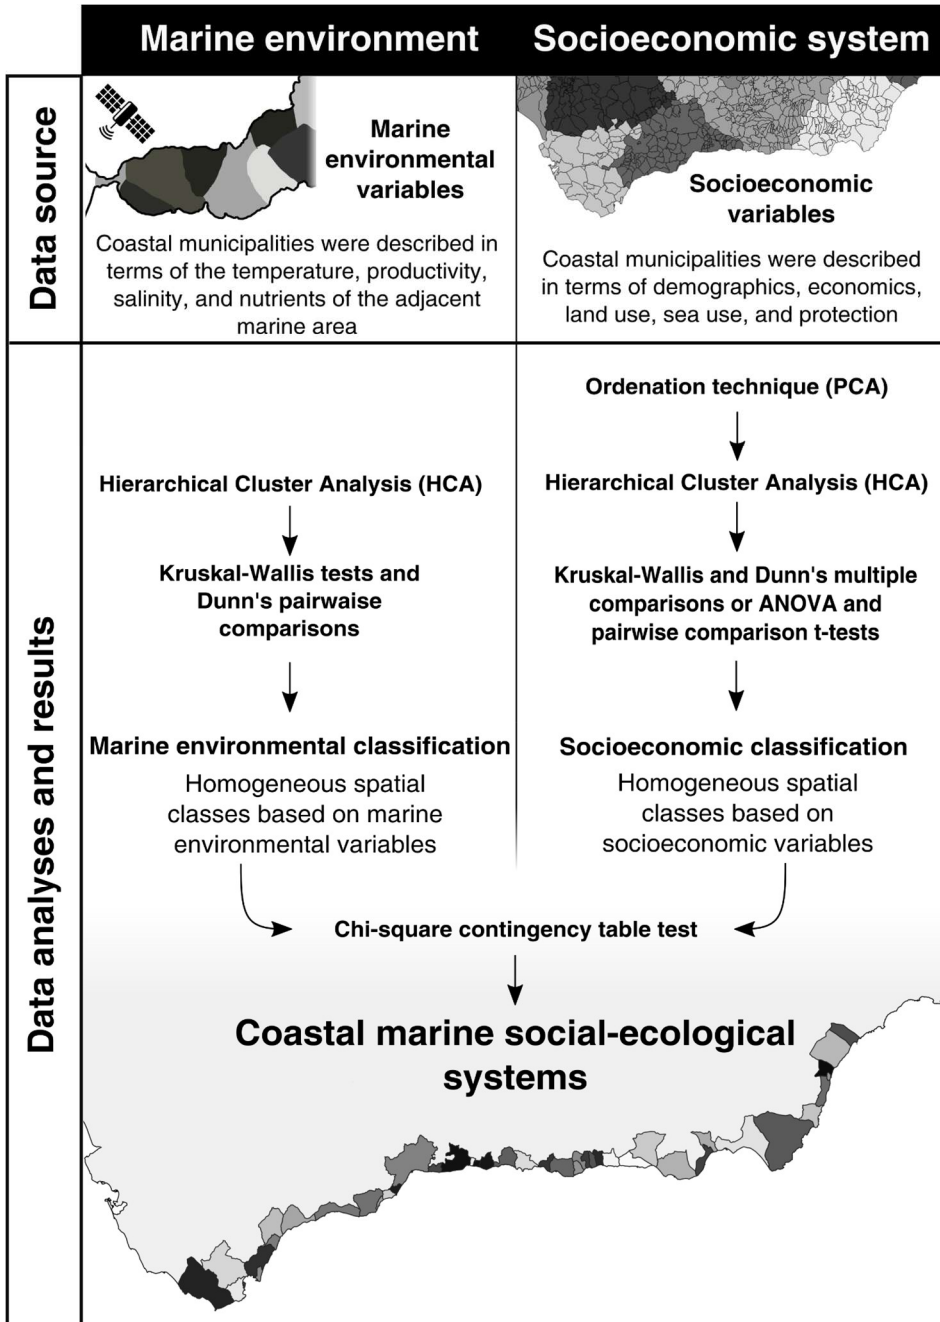 Marine environment
Socioeconomic system
Data source
Marine
environmental
variables
Coastal municipalities were described in
terms of the temperature, productivity,
salinity, and nutrients of the adjacent
marine area
Socioeconomic
variables
Coastal municipalities were described
in terms of demographics, economics,
land use, sea use, and protection
Data analyses and results
Hierarchical Cluster Analysis (HCA)
Kruskal-Wallis tests and
Dunn's pairwaise
comparisons
Marine environmental classification
Homogeneous spatial
classes based on marine
environmental variables
Ordenation technique (PCA)
Hierarchical Cluster Analysis (HCA)
Kruskal-Wallis and Dunn's multiple
comparisons or ANOVA and
pairwise comparison t-tests
Socioeconomic classification
Homogeneous spatial
classes based on
socioeconomic variables
Chi-square contingency table test
Coastal marine social-ecological
systems